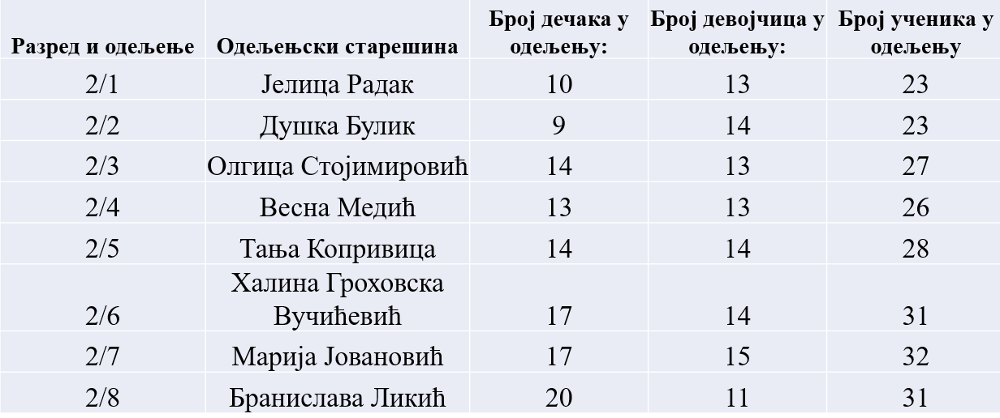 Разред и одељење Одељењски старешина Број дечака у одељењу: Број девојчица у одељењу: Број ученика у одељењу
2/1 Јелица Радак 10 13 23
2/2 Душка Булик 9 14 23
2/3 Олгица Стојимировић 14 13 27
2/4 Весна Медић 13 13 26
2/5 Тања Копривица 14 14 28
2/6 Халина Гроховска Вучићевић 17 14 31
2/7 Марија Јовановић 17 15 32
2/8 Бранислава Ликић 20 11 31